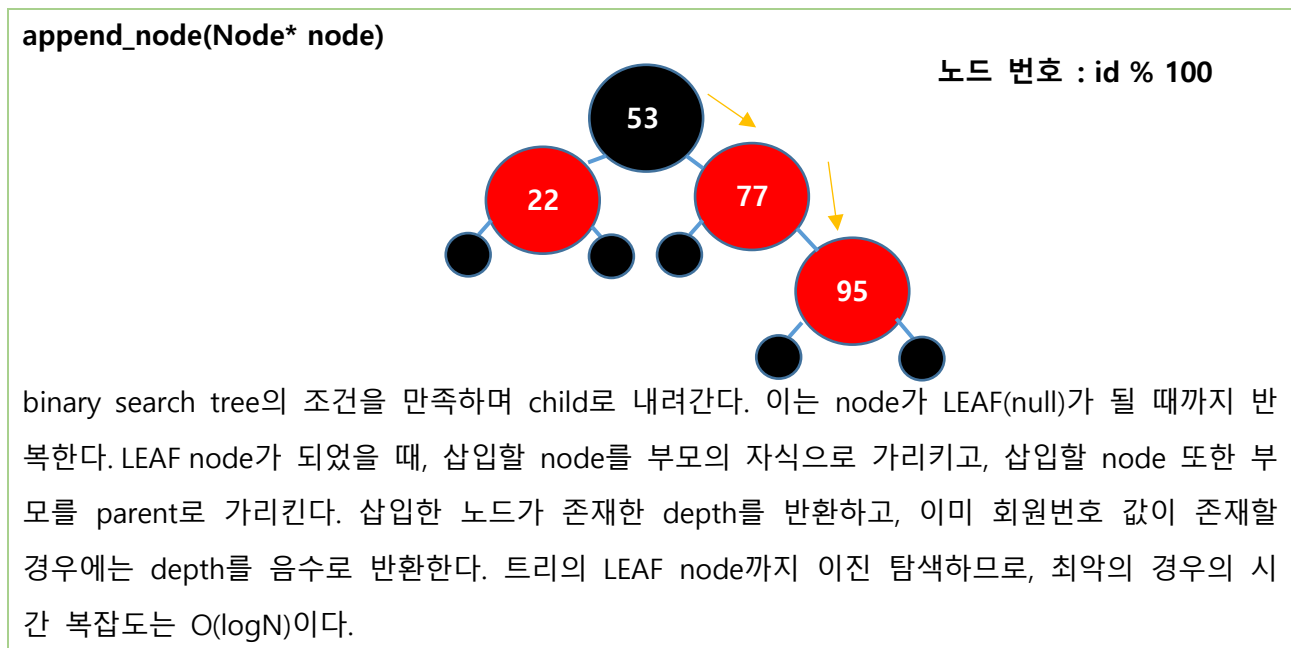 append_node(Node* node)
노드 번호 : id % 100
53
22
77
95
binary search tree의 조건을 만족하며 child로 내려간다. 이는 node가 LEAF(null)가 될 때까지 반
복한다. LEAF node가 되었을 때, 삽입할 node를 부모의 자식으로 가리키고, 삽입할 node 또한 부
모를 parent로 가리킨다. 삽입한 노드가 존재한 depth를 반환하고, 이미 회원번호 값이 존재할
경우에는 depth를 음수로 반환한다. 트리의 LEAF node까지 이진 탐색하므로, 최악의 경우의 시
간 복잡도는 O(logN)이다.